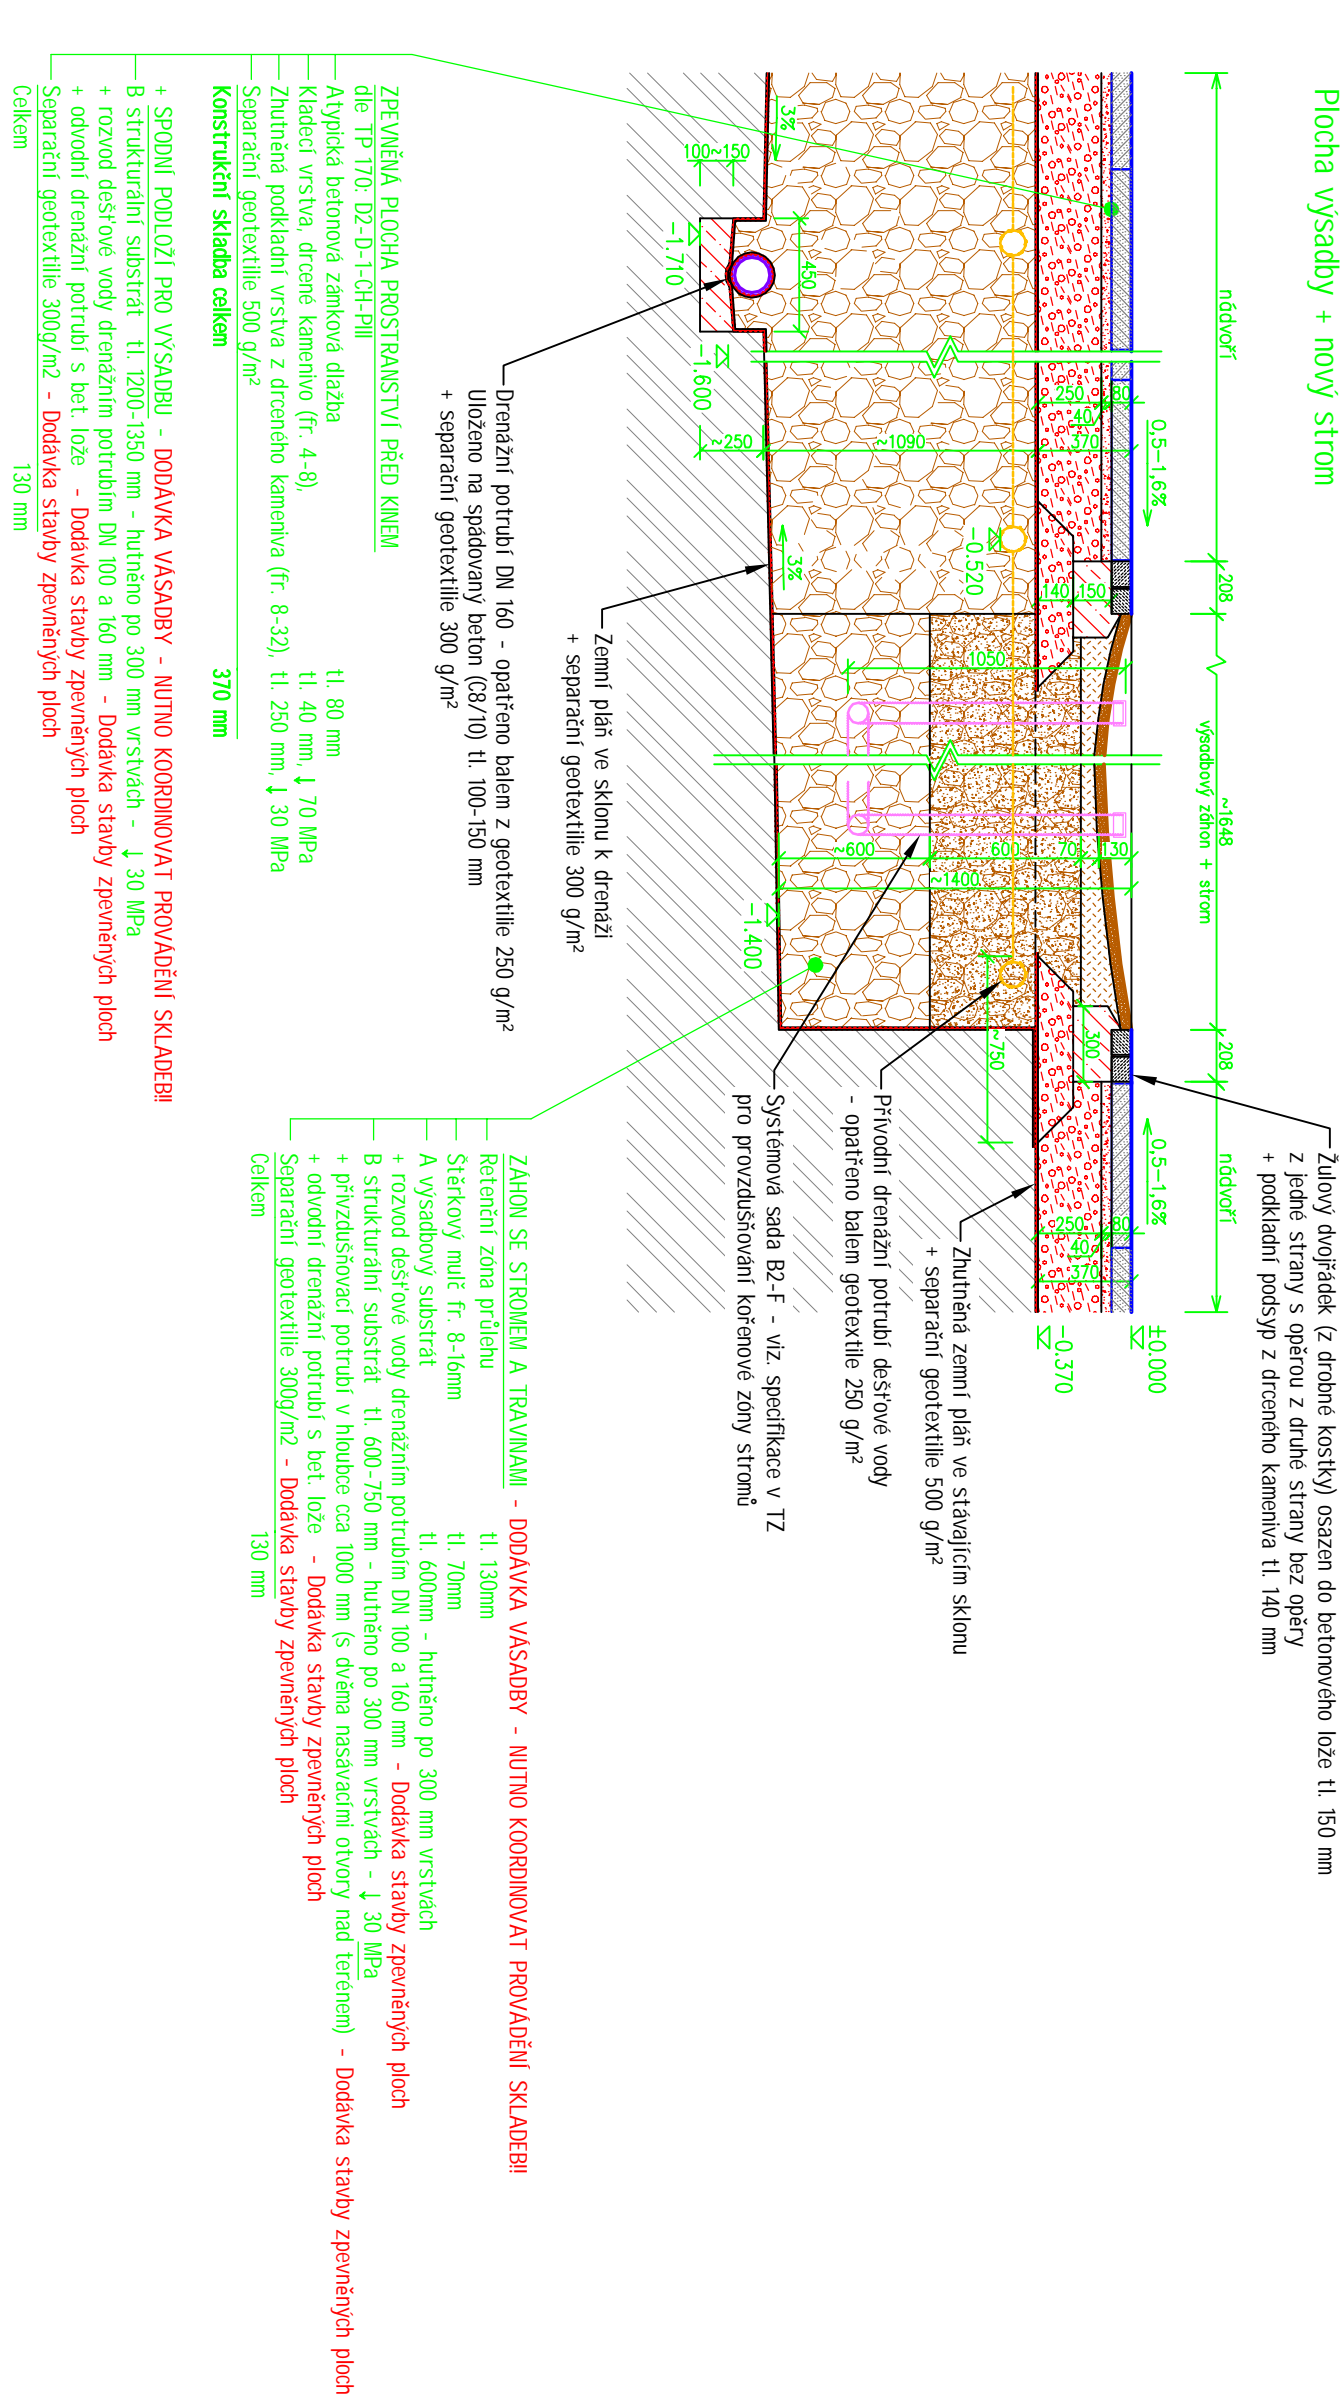 Plocha výsadby + nový strom
nádvoří
208
~1648
výsadbový záhon + strom
208
nádvoří
0,5–1,6%
0,5–1,6%
±0.000
-0.370
250
80
40
370
140
150
300
250
80
40
370
130
70
600
~600
~1400
1050
~750
-0.520
~1090
~250
450
100~150
3%
3%
-1,710
-1,600
-1.400
Žulový dvojřádek (z drobné kostky) osazen do betonového lože tl. 150 mm
z jedné strany s opěrou z druhé strany bez opěry
+ podkladní podsyp z drceného kameniva tl. 140 mm
Zhutněná zemní pláň ve stávajícím sklonu
+ separační geotextilie 500 g/m²
Přívodní drenážní potrubí dešťové vody
- opatřeno balem geotextile 250 g/m²
Systémová sada B2-F - viz. specifikace v TZ
pro provzdušňování kořenové zóny stromů
Zemní pláň ve sklonu k drenáži
+ separační geotextilie 300 g/m²
Drenážní potrubí DN 160 - opatřeno balem z geotextile 250 g/m²
Uloženo na spádovaný beton (C8/10) tl. 100-150 mm
+ separační geotextilie 300 g/m²
ZPEVNĚNÁ PLOCHA PROSTRANSTVÍ PŘED KINEM
dle TP 170: D2-D-1-CH-PIII
Atypická betonová zámková dlažba tl. 80 mm
Kladecí vrstva, drcené kamenivo (fr. 4-8), tl. 40 mm, ↓ 70 MPa
Zhutněná podkladní vrstva z drceného kameniva (fr. 8-32), tl. 250 mm, ↓ 30 MPa
Separační geotextilie 500 g/m²
Konstrukční skladba celkem 370 mm
+ SPODNÍ PODLOŽÍ PRO VÝSADBU - DODÁVKA VÁSADBY - NUTNO KOORDINOVAT PROVÁDĚNÍ SKLADEB!!!
B strukturální substrát tl. 1200-1350 mm - hutněno po 300 mm vrstvách - ↓ 30 MPa
+ rozvod dešťové vody drenážním potrubím DN 100 a 160 mm - Dodávka stavby zpevněných ploch
+ odvodní drenážní potrubí s bet. lože - Dodávka stavby zpevněných ploch
Separační geotextilie 300g/m2 - Dodávka stavby zpevněných ploch
Celkem 130 mm
ZÁHON SE STROMEM A TRAVINAMI - DODÁVKA VÁSADBY - NUTNO KOORDINOVAT PROVÁDĚNÍ SKLADEB!!!
Retenční zóna průlehu tl. 130mm
Štěrkový mulč fr. 8-16mm tl. 70mm
A výsadbový substrát tl. 600mm - hutněno po 300 mm vrstvách
+ rozvod dešťové vody drenážním potrubím DN 100 a 160 mm - Dodávka stavby zpevněných ploch
B strukturální substrát tl. 600-750 mm - hutněno po 300 mm vrstvách - ↓ 30 MPa
+ přivzdušňovací potrubí v hloubce cca 1000 mm (s dvěma nasávacími otvory nad terénem) - Dodávka stavby zpevněných ploch
+ odvodní drenážní potrubí s bet. lože - Dodávka stavby zpevněných ploch
Separační geotextilie 300g/m2 - Dodávka stavby zpevněných ploch
Celkem 130 mm